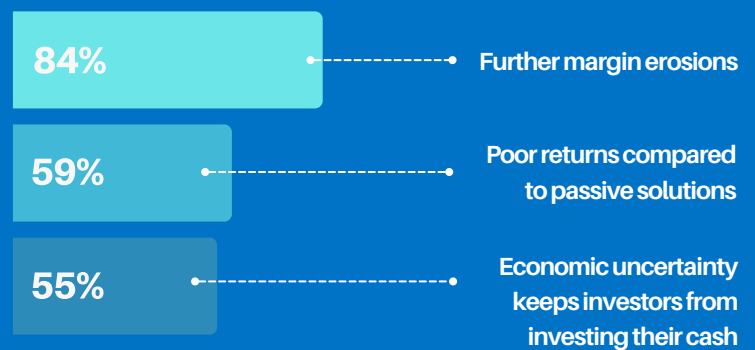 84%
Further margin erosions
59%
Poor returns compared
to passive solutions
55%
Economic uncertainty
keeps investors from
investing their cash